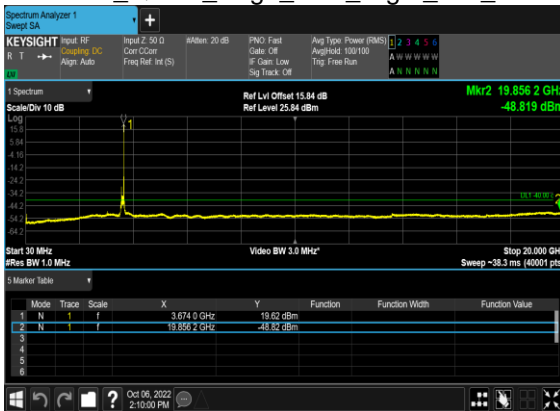 Spectrum Analyzer 1
Swept SA
+
KEYSIGHT Input: RF Input Z: 50 Ω #Atten: 20 dB PNO: Fast Avg Type: Power (RMS) 1 2 3 4 5 6
R T Coupling: DC Corr CCorr Gate: Off Avg|Hold: 100/100 A W W W W W
Align: Auto Freq Ref: Int (S) IF Gain: Low Trig: Free Run
Sig Track: Off A N N N N N
1 Spectrum
Scale/Div 10 dB
Ref Lvl Offset 15.84 dB
Ref Level 25.84 dBm
Mkr2 19.856 2 GHz
-48.819 dBm
Log
15.8
5.84
-4.16
-14.2
-24.2
-34.2
-44.2
-54.2
-64.2
1
Start 30 MHz Video BW 3.0 MHz* Stop 20.000 GH
#Res BW 1.0 MHz Sweep ~38.3 ms (40001 pts
5 Marker Table
Mode Trace Scale X Y Function Function Width Function Value
1 N 1 f 3.674 0 GHz 19.62 dBm
2 N 1 f 19.856 2 GHz -48.82 dBm
3
4
5
6
? Oct 06, 2022
2:10:00 PM